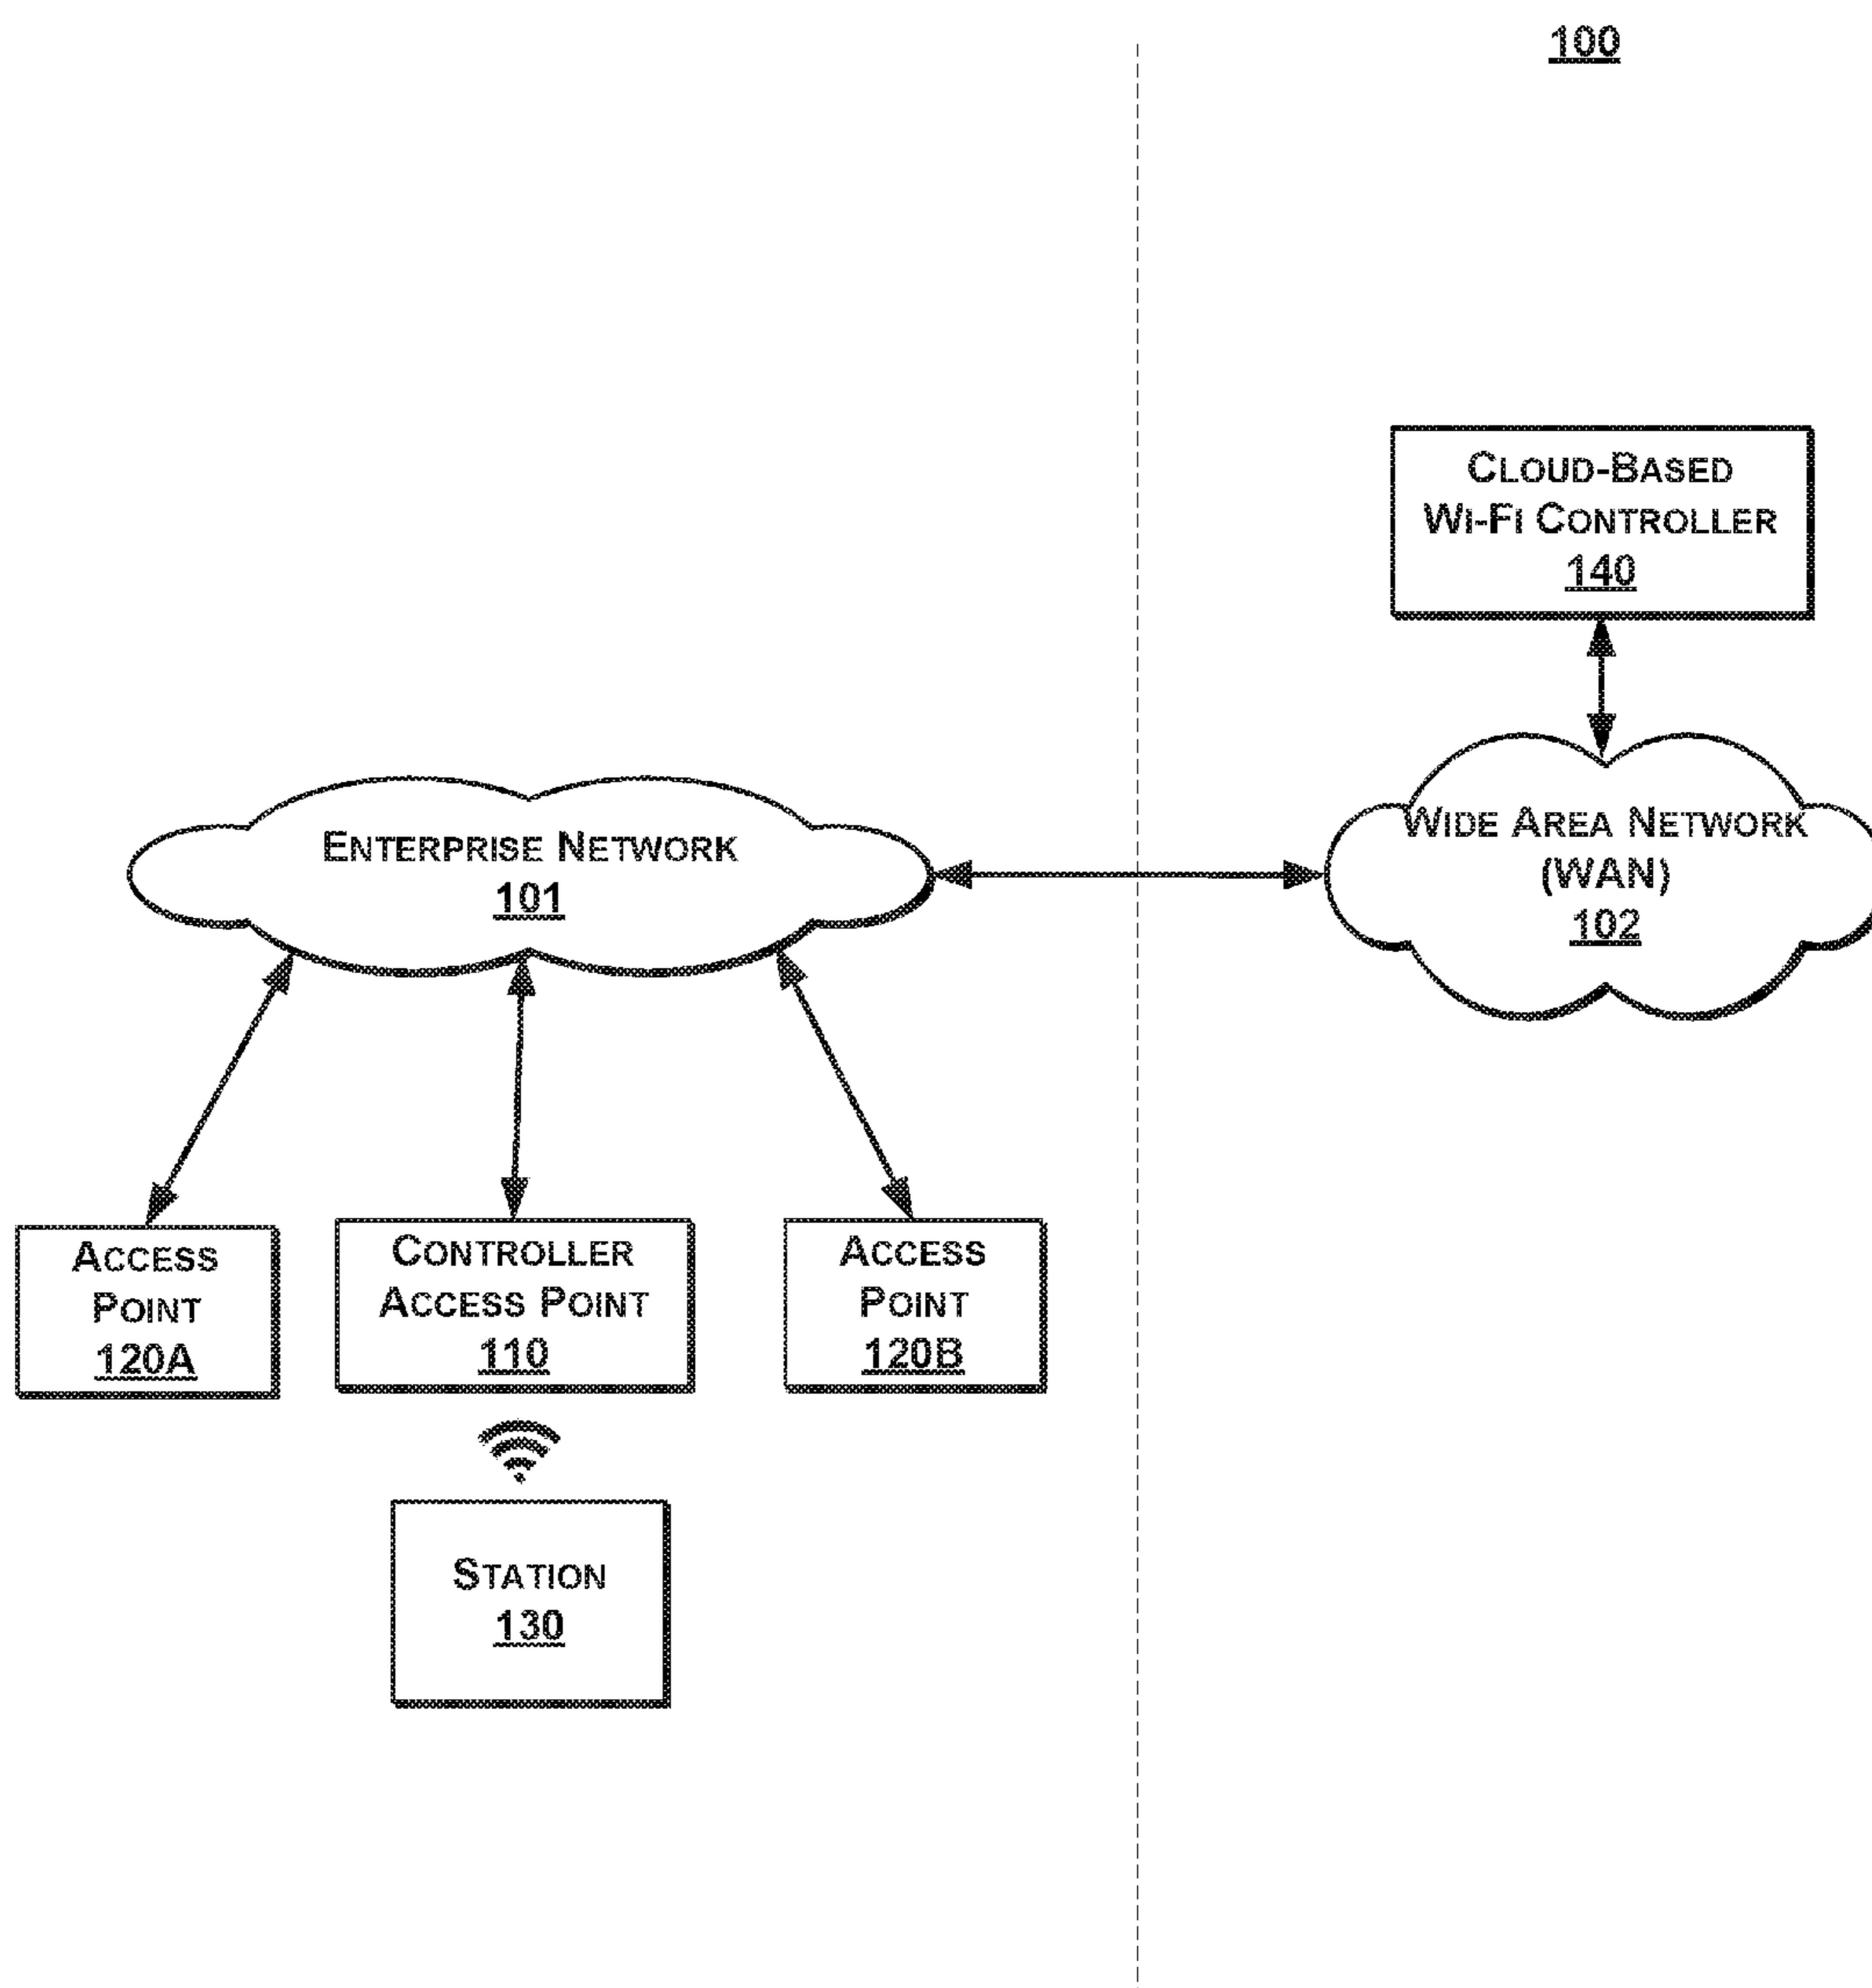 100
CLOUD-BASED
WI-FI CONTROLLER
140
WIDE AREA NETWORK
(WAN)
102
ENTERPRISE NETWORK
101
ACCESS
POINT
120A
CONTROLLER
ACCESS POINT
110
ACCESS
POINT
120B
STATION
130